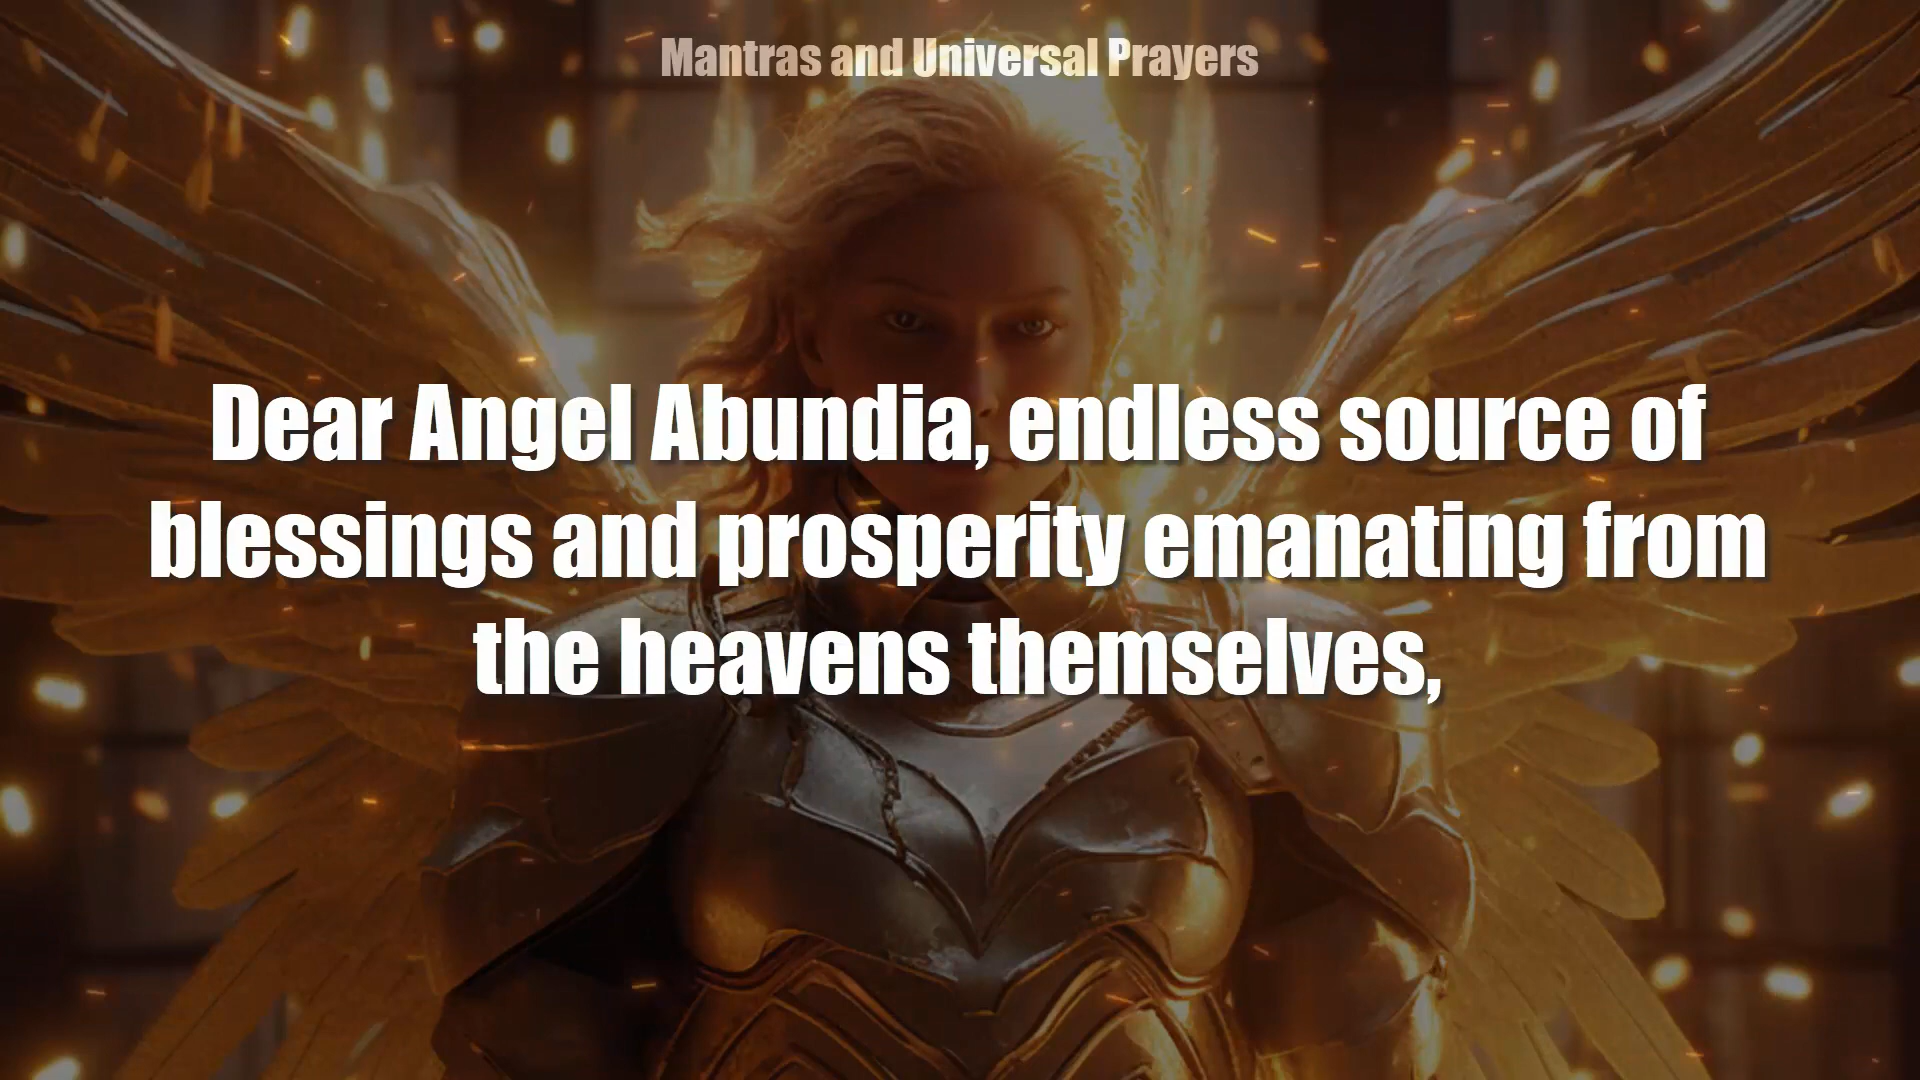 Mantras and Universal Prayers
Dear Angel Abundia, endless source of
blessings and prosperity emanating from
the heavens themselves,